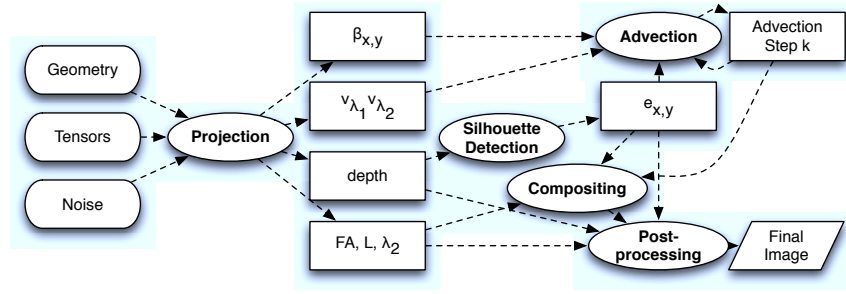 Geometry
Tensors
Noise
Projection
βx,y
vλ1 vλ2
depth
FA, L, λ2
Silhouette
Detection
Advection
Advection
Step k
ex,y
Compositing
Post-
processing
Final
Image